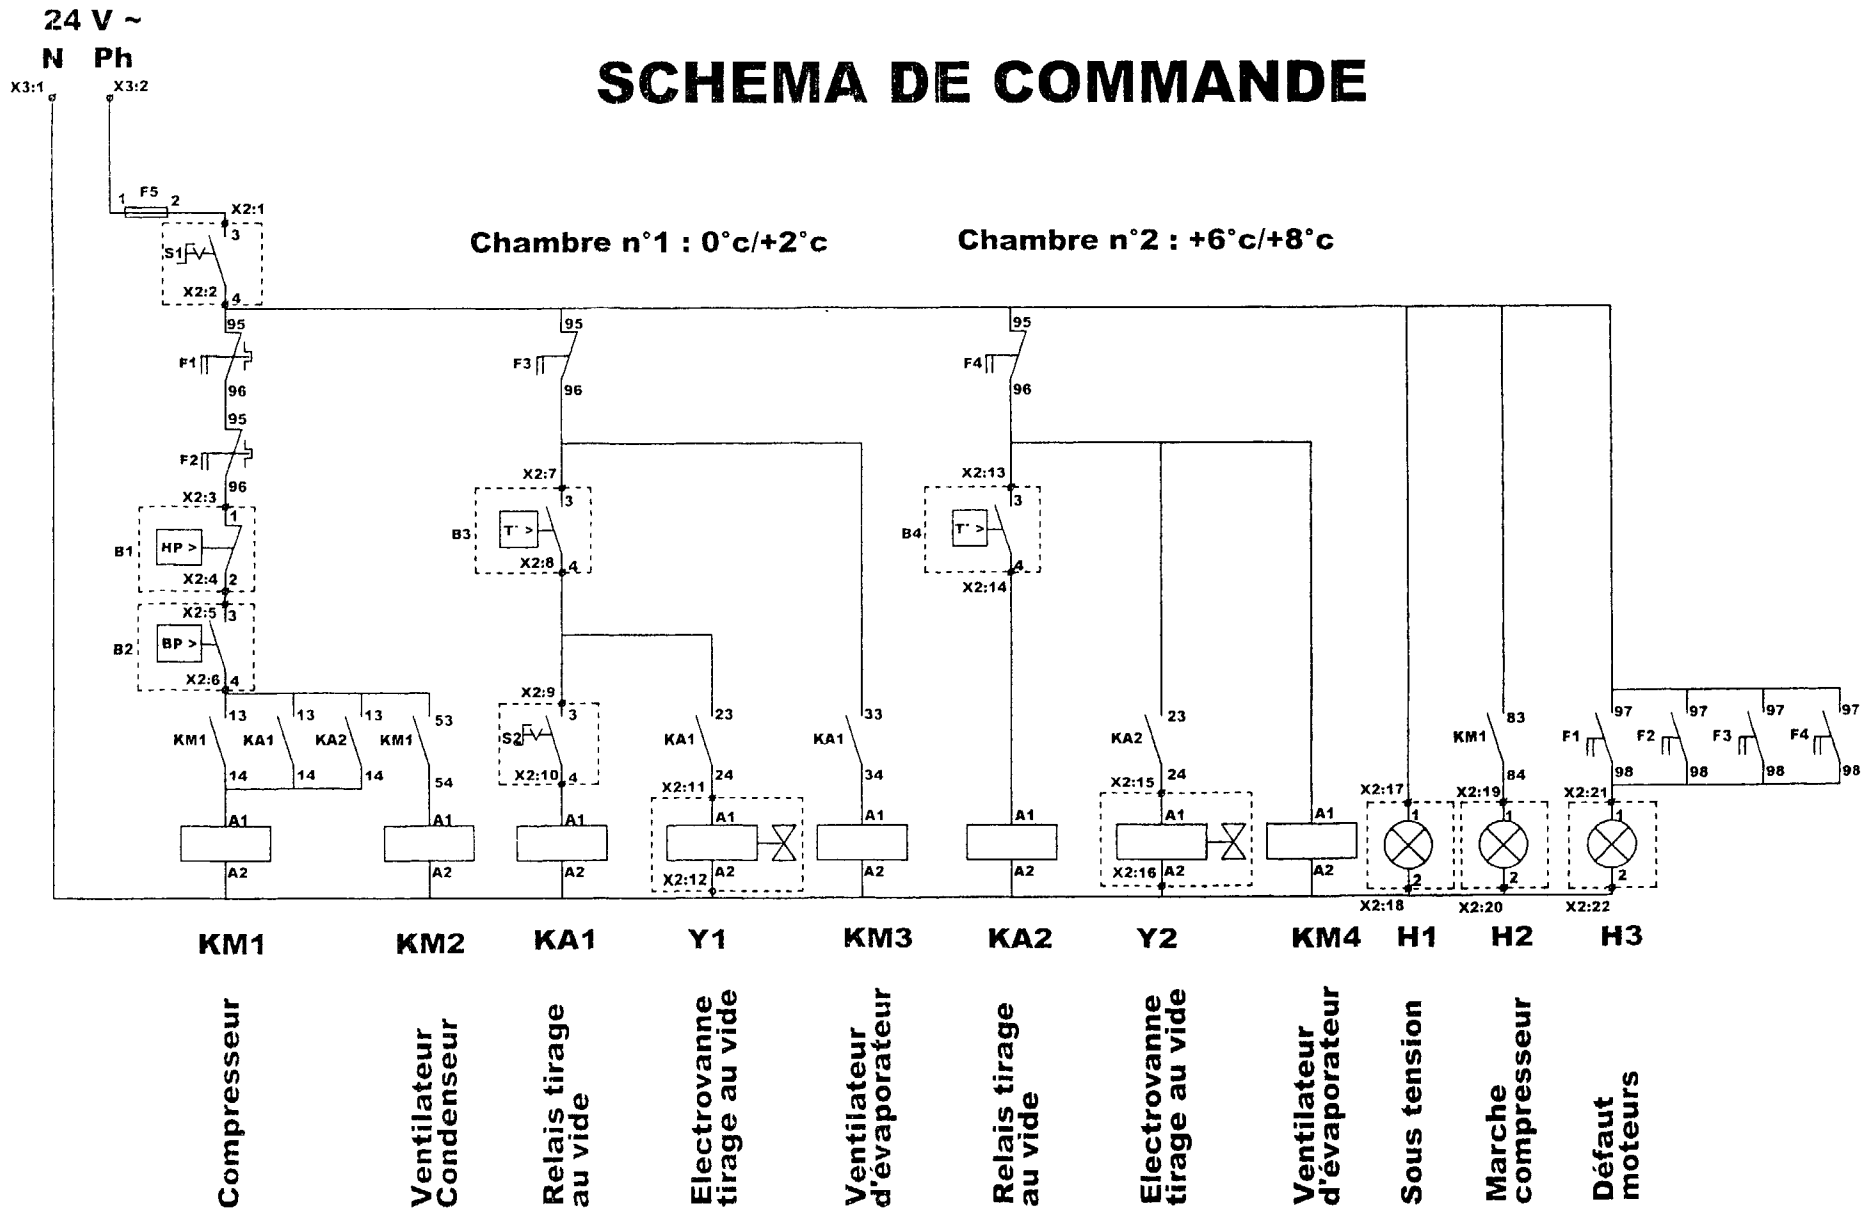 24 V ~
N Ph
X3:1 X3:2
SCHEMA DE COMMANDE
1 F5 2
X2:1
3
S1
X2:2 4
Chambre n°1 : 0°c/+2°c
Chambre n°2 : +6°c/+8°c
95 95 95
F1 F3 F4
96 96 96
95
F2
96
X2:3
1
B1 HP >
X2:4 2
X2:5 3
B2 BP >
X2:6 4
X2:7 X2:13
3 3
B3 T° > B4 T° >
X2:8 4 4
X2:14
X2:9
3
S2
X2:10 4
13 13 13 53 23 33 23 83 97 97 97 97
KM1 KA1 KA2 KM1 KA1 KA1 KA2 KM1 F1 F2 F3 F4
14 14 14 54 24 34 24 84 98 98 98 98
X2:11 X2:15 X2:17 X2:19 X2:21
A1 A1 A1 A1 A1 A1 A1 A1 1 1 1
A2 A2 A2 A2 A2 A2 A2 A2 2 2 2
X2:12 X2:16 X2:18 X2:20 X2:22
KM1 KM2 KA1 Y1 KM3 KA2 Y2 KM4 H1 H2 H3
Compresseur
Ventilateur
Condenseur
Relais tirage
au vide
Electrovanne
tirage au vide
Ventilateur
d'évaporateur
Relais tirage
au vide
Electrovanne
tirage au vide
Ventilateur
d'évaporateur
Sous tension
Marche
compresseur
Défaut
moteurs